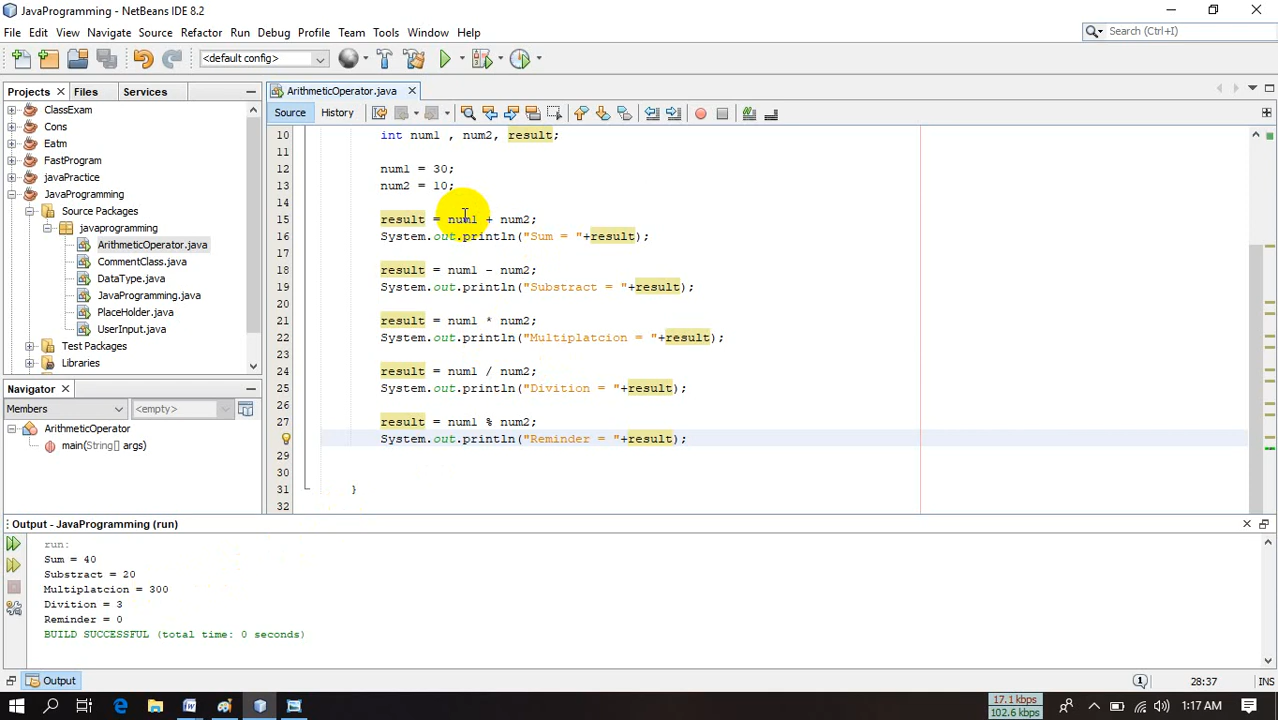 JavaProgramming - NetBeans IDE 8.2
File Edit View Navigate Source Refactor Run Debug Profile Team Tools Window Help
Search (Ctrl+I)
<default config>
Projects Files Services
ArithmeticOperator.java
Source History
ClassExam
Cons
Eatm
FastProgram
javaPractice
JavaProgramming
Source Packages
javaprogramming
ArithmeticOperator.java
CommentClass.java
DataType.java
JavaProgramming.java
PlaceHolder.java
UserInput.java
Test Packages
Libraries
Navigator
Members <empty>
ArithmeticOperator
main(String[] args)
10 int num1 , num2, result;
11
12 num1 = 30;
13 num2 = 10;
14
15 result = num1 + num2;
16 System.out.println("Sum = "+result);
17
18 result = num1 - num2;
19 System.out.println("Substract = "+result);
20
21 result = num1 * num2;
22 System.out.println("Multiplatcion = "+result);
23
24 result = num1 / num2;
25 System.out.println("Divition = "+result);
26
27 result = num1 % num2;
System.out.println("Reminder = "+result);
29
30
31 }
32
Output - JavaProgramming (run)
run:
Sum = 40
Substract = 20
Multiplatcion = 300
Divition = 3
Reminder = 0
BUILD SUCCESSFUL (total time: 0 seconds)
Output
28:37 INS
17.1 kbps
102.6 kbps
1:17 AM